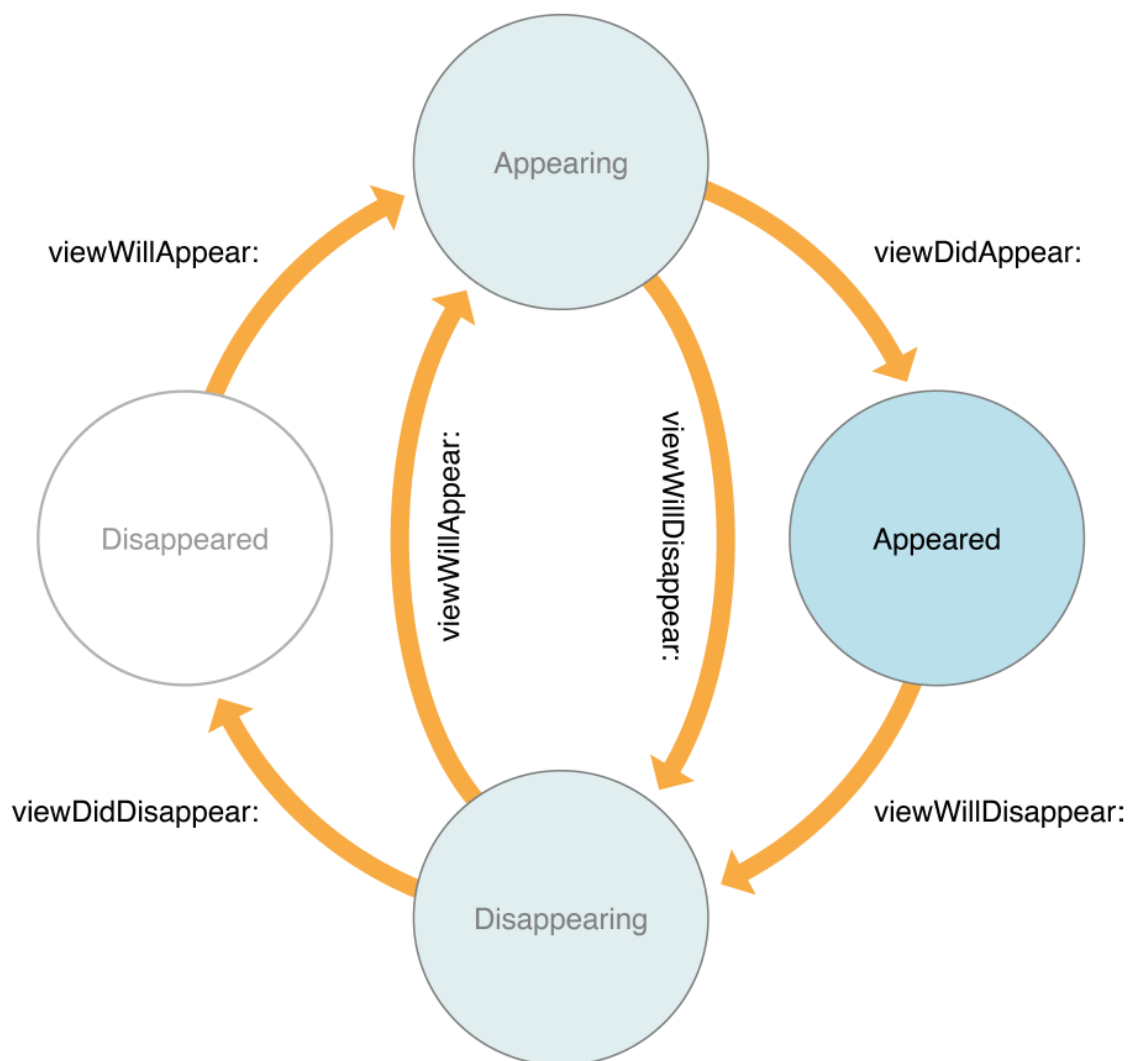 Appearing
viewWillAppear:
viewDidAppear:
viewWillAppear:
viewWillDisappear:
Disappeared
Appeared
viewDidDisappear:
viewWillDisappear:
Disappearing